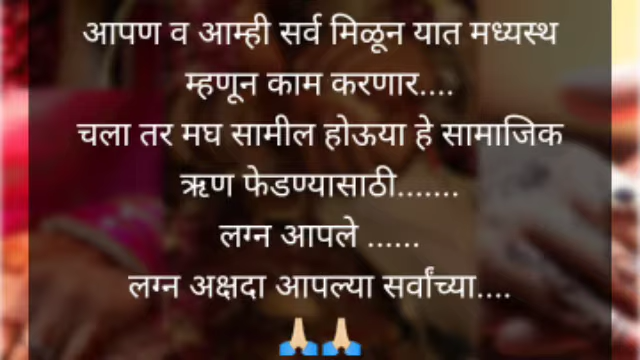 आपण व आम्ही सर्व मिळून यात मध्यस्थ
म्हणून काम करणार....
चला तर मघ सामील होऊया हे सामाजिक
ऋण फेडण्यासाठी.......
लग्न आपले ......
लग्न अक्षदा आपल्या सर्वांच्या....
🙏🏼🙏🏼